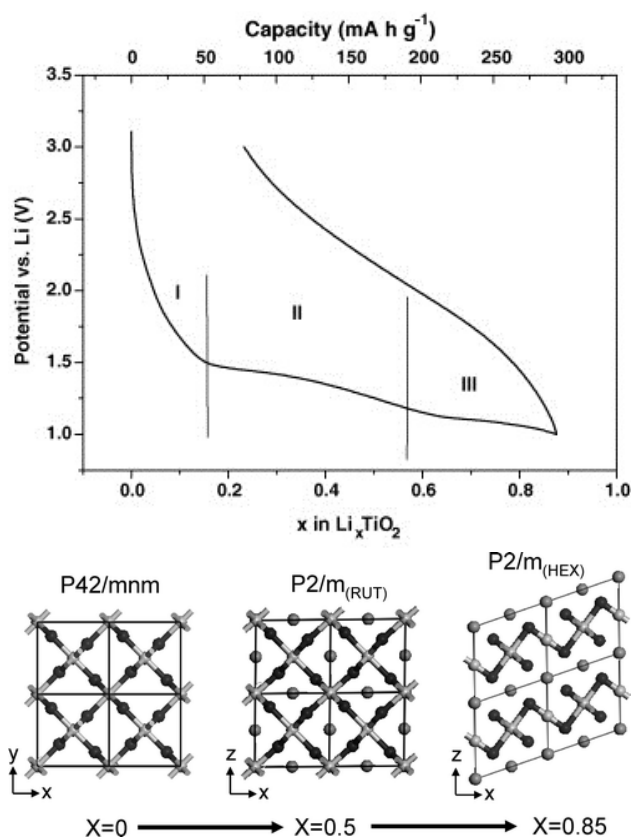 Capacity (mA h g⁻¹)
0 50 100 150 200 250 300
3.5
3.0
2.5
2.0
1.5
1.0
Potential vs. Li (V)
I
II
III
0.0 0.2 0.4 0.6 0.8 1.0
x in LiₓTiO₂
P42/mnm P2/m(RUT) P2/m(HEX)
y x z x z x
X=0 X=0.5 X=0.85